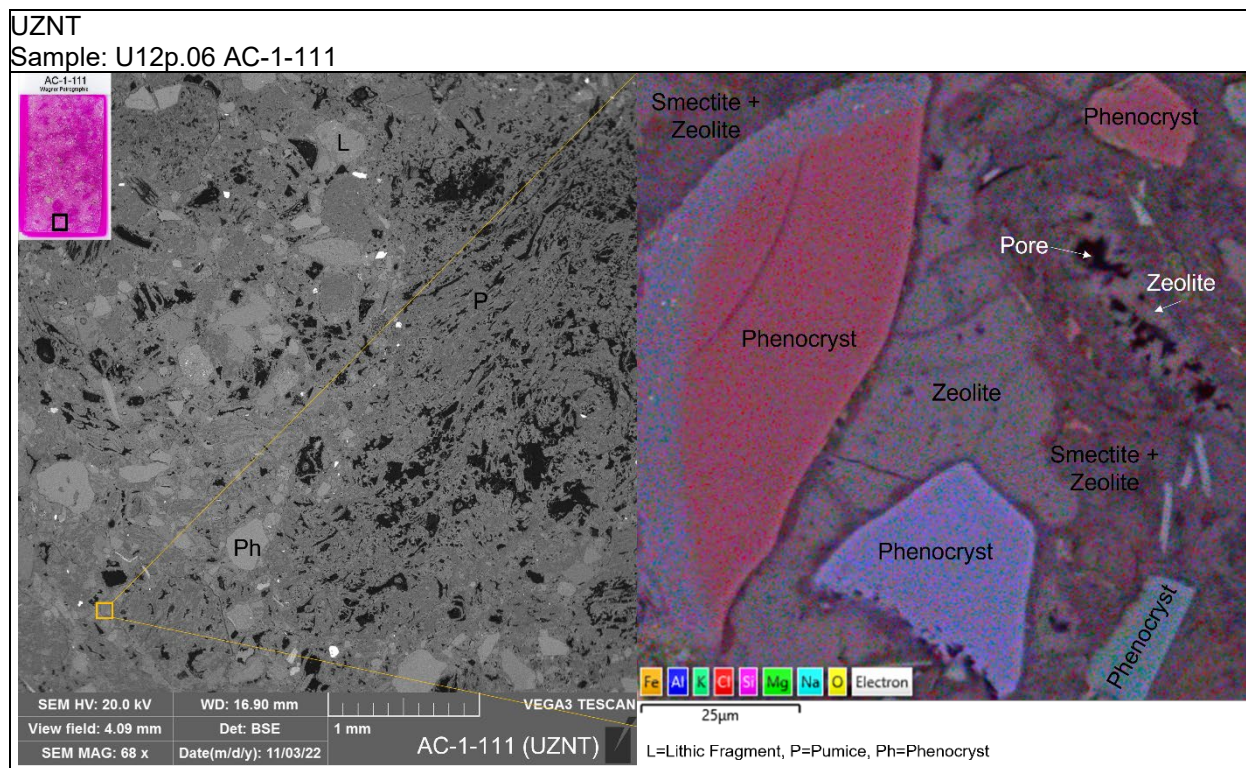 UZNT
Sample: U12p.06 AC-1-111
AC-1-111
Wagner Petrographic
L
P
Ph
SEM HV: 20.0 kV WD: 16.90 mm VEGA3 TESCAN
View field: 4.09 mm Det: BSE 1 mm
SEM MAG: 68 x Date(m/d/y): 11/03/22 AC-1-111 (UZNT)
Smectite +
Zeolite
Phenocryst
Pore
Zeolite
Phenocryst
Zeolite
Smectite +
Zeolite
Phenocryst
Phenocryst
Fe Al K Cl Si Mg Na O Electron
25µm
L=Lithic Fragment, P=Pumice, Ph=Phenocryst